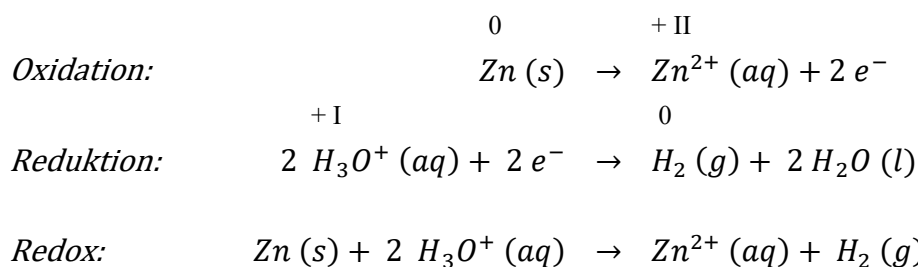 0 + II
Oxidation: Zn (s) → Zn²⁺ (aq) + 2 e⁻
+ I 0
Reduktion: 2 H₃O⁺ (aq) + 2 e⁻ → H₂ (g) + 2 H₂O (l)
Redox: Zn (s) + 2 H₃O⁺ (aq) → Zn²⁺ (aq) + H₂ (g)